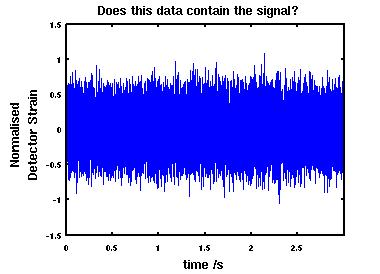 Does this data contain the signal?
1.5
1
0.5
0
-0.5
-1
-1.5
Normalised
Detector Strain
0 0.5 1 1.5 2 2.5
time /s